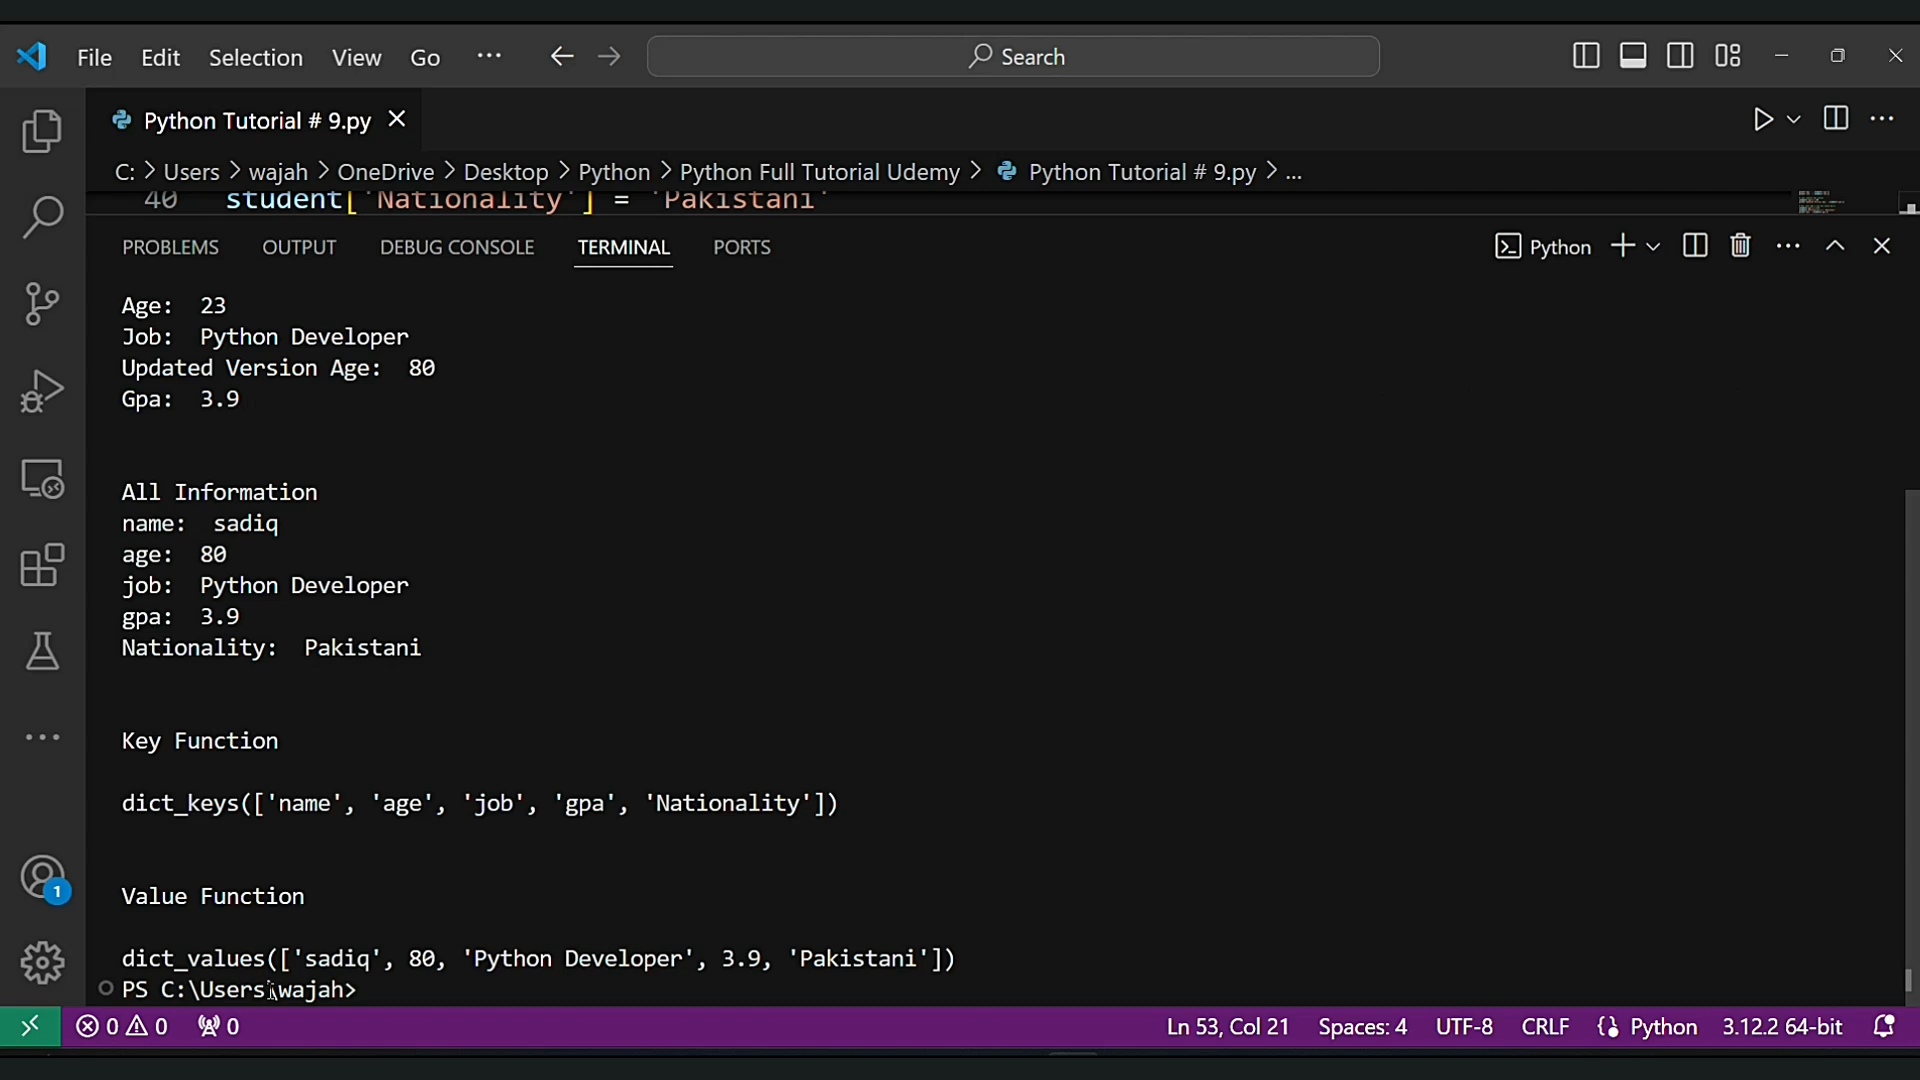 File Edit Selection View Go ··· Search
Python Tutorial # 9.py
C: > Users > wajah > OneDrive > Desktop > Python > Python Full Tutorial Udemy > Python Tutorial # 9.py > ...
40 student['Nationality'] = 'Pakistani'
PROBLEMS OUTPUT DEBUG CONSOLE TERMINAL PORTS Python
Age:  23
Job:  Python Developer
Updated Version Age:  80
Gpa:  3.9
All Information
name:  sadiq
age:  80
job:  Python Developer
gpa:  3.9
Nationality:  Pakistani
Key Function
dict_keys(['name', 'age', 'job', 'gpa', 'Nationality'])
Value Function
dict_values(['sadiq', 80, 'Python Developer', 3.9, 'Pakistani'])
PS C:\Users\wajah>
1
0 0 0 Ln 53, Col 21 Spaces: 4 UTF-8 CRLF Python 3.12.2 64-bit